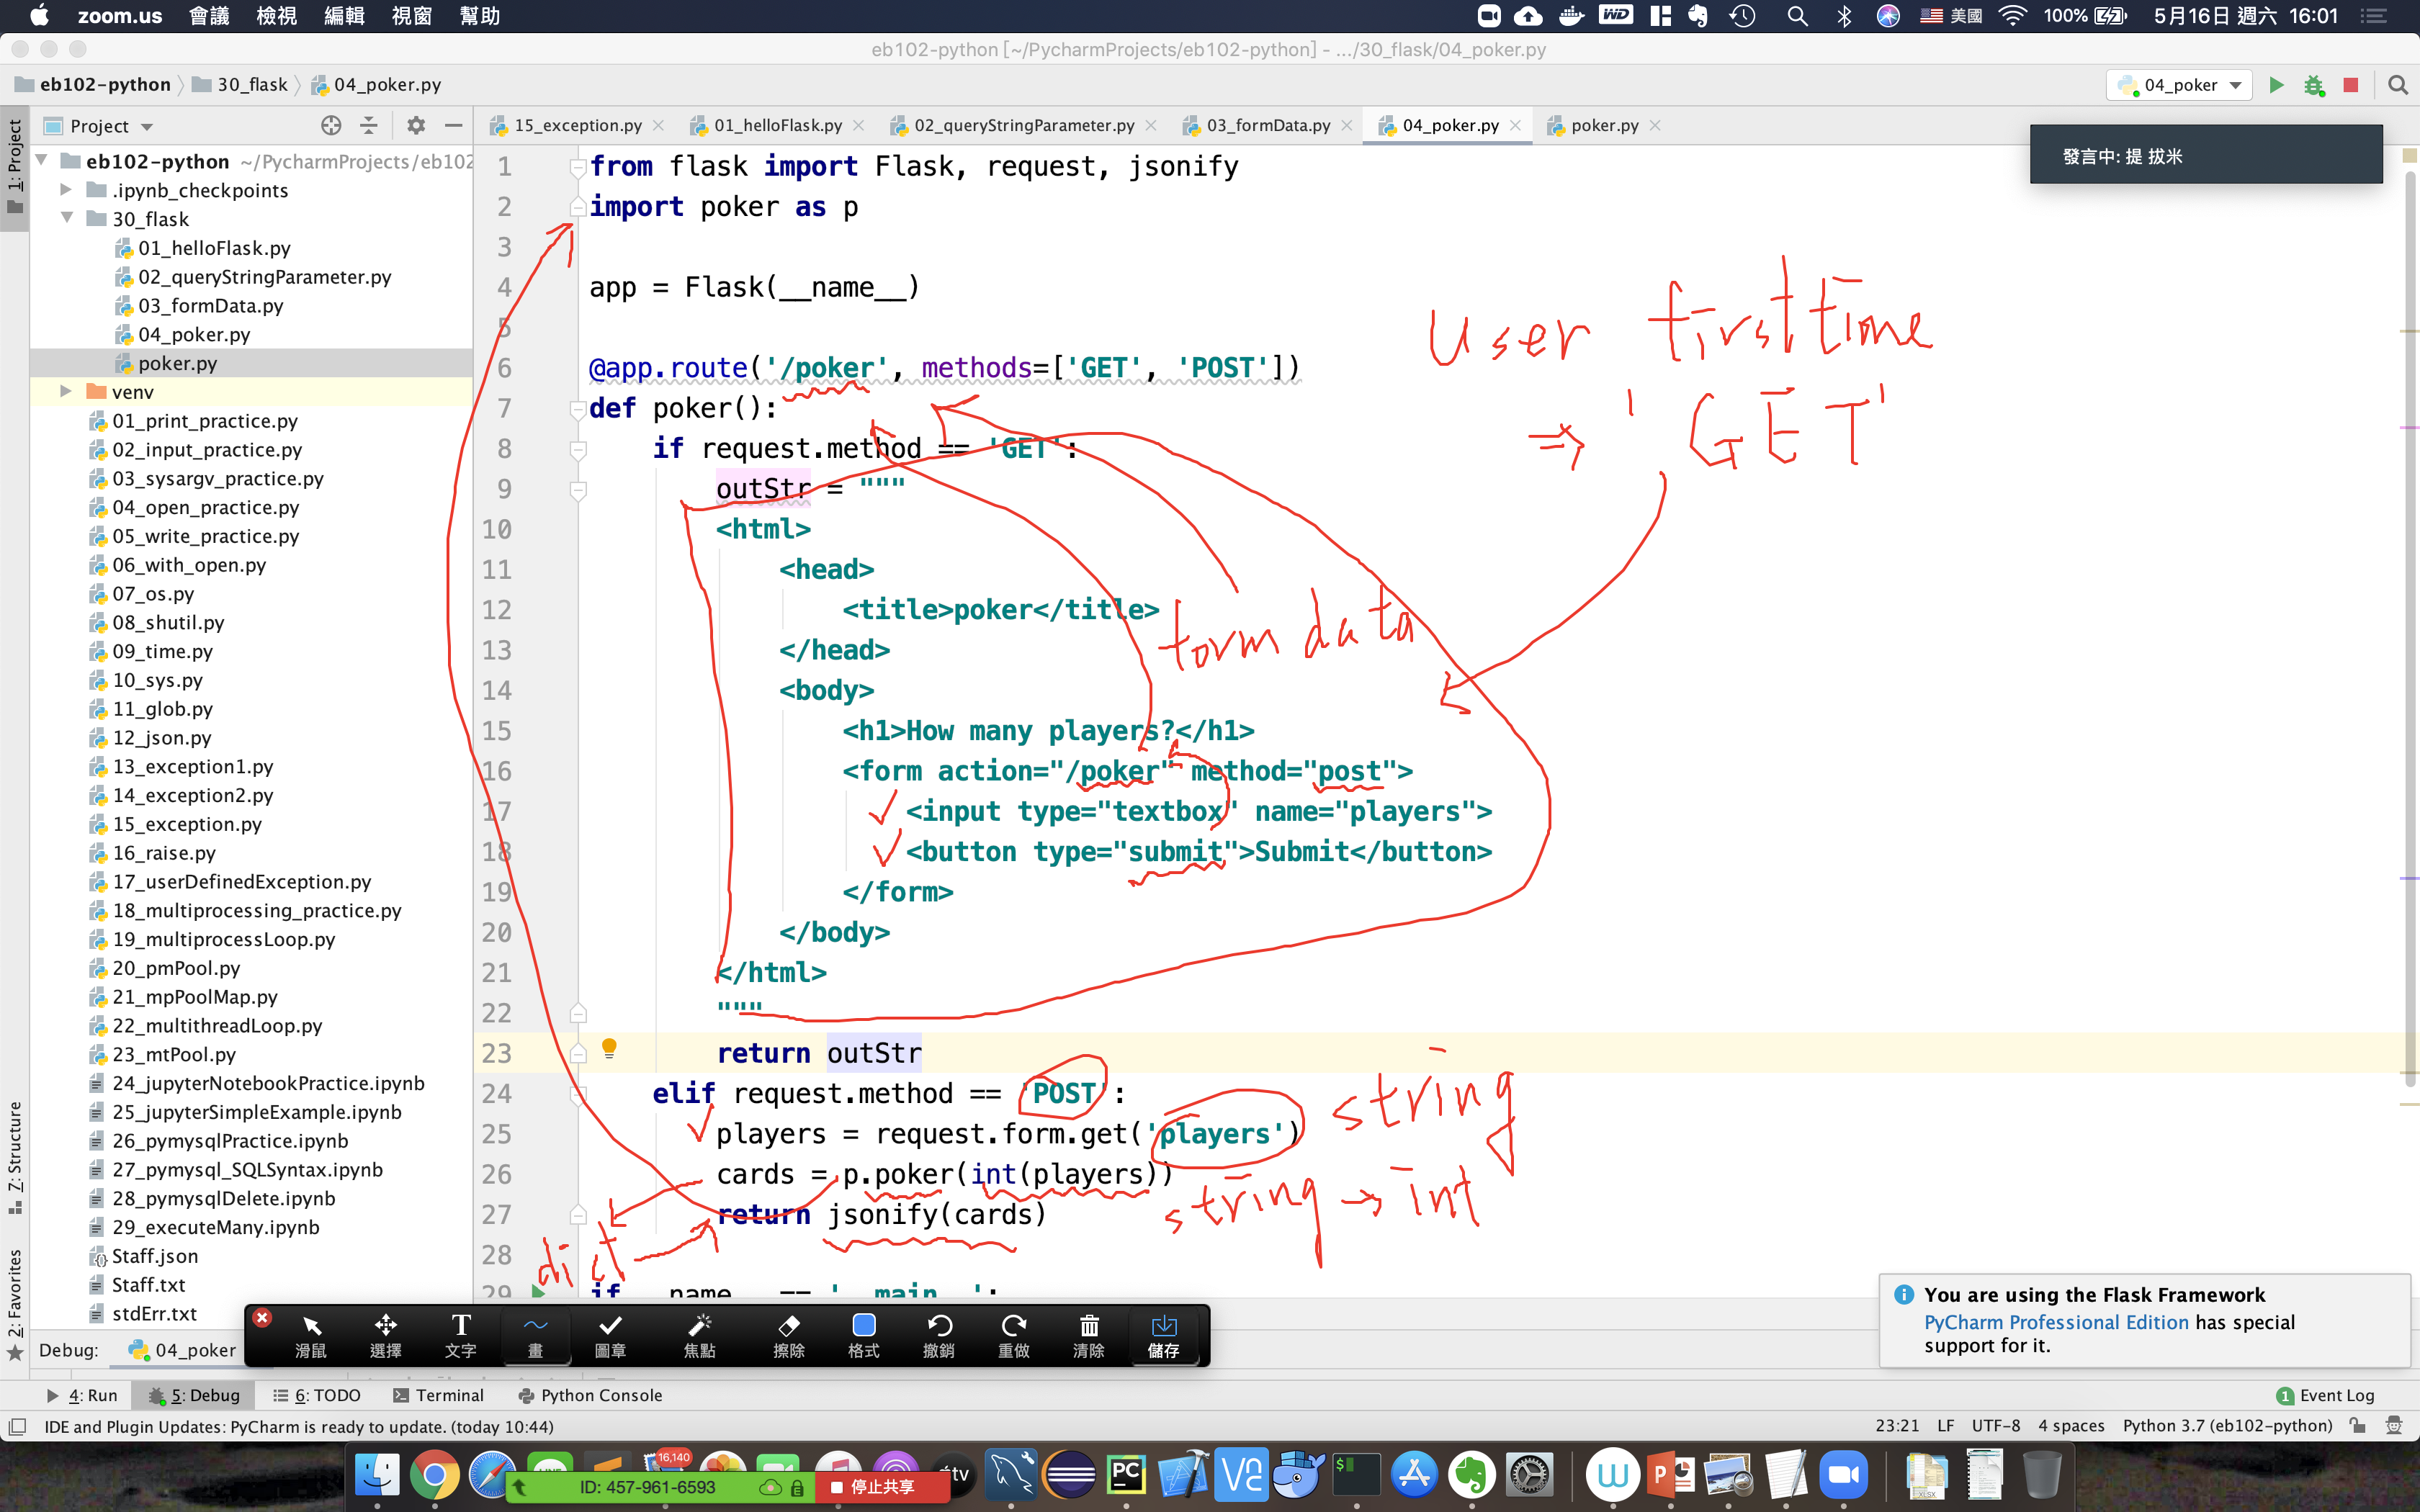 zoom.us 會議 檢視 編輯 視窗 幫助
美國 100% 5月16日 週六 16:01
eb102-python [~/PycharmProjects/eb102-python] - .../30_flask/04_poker.py
eb102-python 30_flask 04_poker.py
04_poker
Project
15_exception.py 01_helloFlask.py 02_queryStringParameter.py 03_formData.py 04_poker.py poker.py
發言中: 提 拔米
1: Project
eb102-python ~/PycharmProjects/eb102
.ipynb_checkpoints
30_flask
01_helloFlask.py
02_queryStringParameter.py
03_formData.py
04_poker.py
poker.py
venv
01_print_practice.py
02_input_practice.py
03_sysargv_practice.py
04_open_practice.py
05_write_practice.py
06_with_open.py
07_os.py
08_shutil.py
09_time.py
10_sys.py
11_glob.py
12_json.py
13_exception1.py
14_exception2.py
15_exception.py
16_raise.py
17_userDefinedException.py
18_multiprocessing_practice.py
19_multiprocessLoop.py
20_pmPool.py
21_mpPoolMap.py
22_multithreadLoop.py
23_mtPool.py
24_jupyterNotebookPractice.ipynb
25_jupyterSimpleExample.ipynb
26_pymysqlPractice.ipynb
27_pymysql_SQLSyntax.ipynb
28_pymysqlDelete.ipynb
29_executeMany.ipynb
Staff.json
Staff.txt
stdErr.txt
7: Structure
2: Favorites
1 from flask import Flask, request, jsonify
2 import poker as p
3
4 app = Flask(__name__)
5
6 @app.route('/poker', methods=['GET', 'POST'])
7 def poker():
8 if request.method == 'GET':
9 outStr = """
10 <html>
11 <head>
12 <title>poker</title>
13 </head>
14 <body>
15 <h1>How many players?</h1>
16 <form action="/poker" method="post">
17 <input type="textbox" name="players">
18 <button type="submit">Submit</button>
19 </form>
20 </body>
21 </html>
22 """
23 return outStr
24 elif request.method == 'POST':
25 players = request.form.get('players')
26 cards = p.poker(int(players))
27 return jsonify(cards)
28
29 if __name__ == '__main__':
User first time
⇒ 'GET'
form data
string
string → int
dict
滑鼠 選擇 文字 畫 圖章 焦點 擦除 格式 撤銷 重做 清除 儲存
You are using the Flask Framework
PyCharm Professional Edition has special
support for it.
Debug: 04_poker
4: Run 5: Debug 6: TODO Terminal Python Console
1 Event Log
IDE and Plugin Updates: PyCharm is ready to update. (today 10:44)
23:21 LF UTF-8 4 spaces Python 3.7 (eb102-python)
16,140
tv
PC
ID: 457-961-6593 停止共享